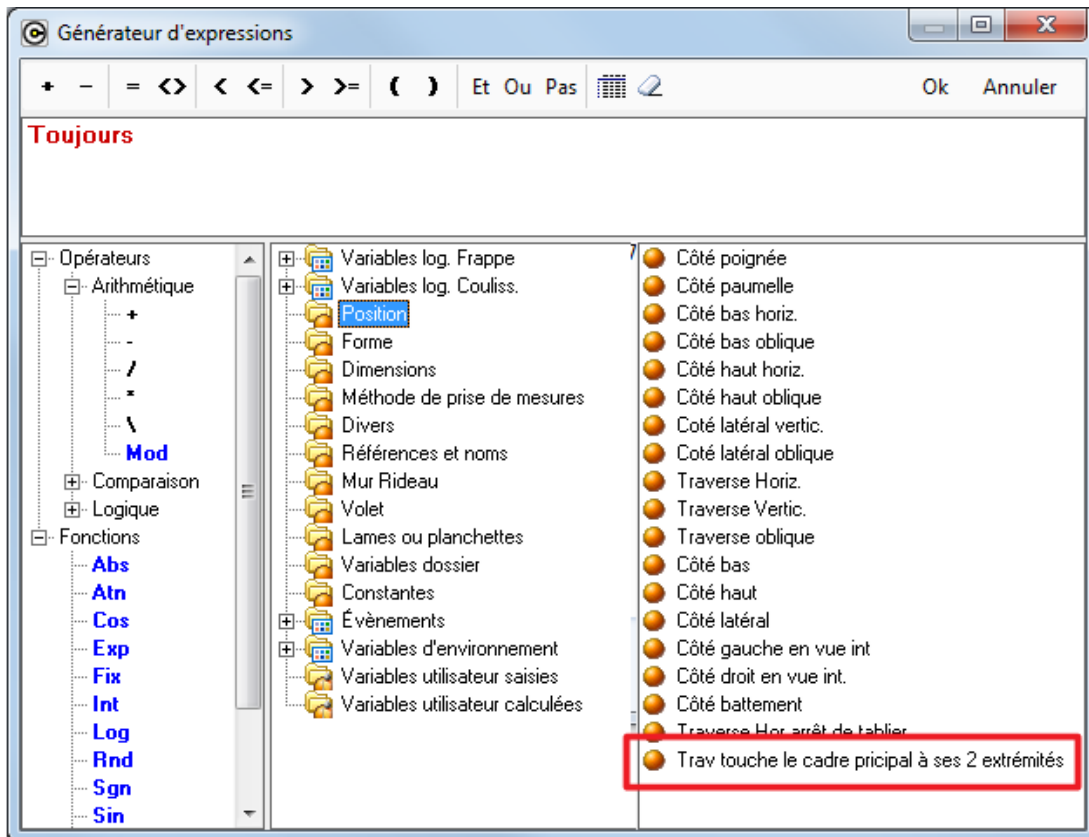 Générateur d'expressions
+ - = <> < <= > >= ( ) Et Ou Pas Ok Annuler
Toujours
Opérateurs
Arithmétique
+
-
/
*
\
Mod
Comparaison
Logique
Fonctions
Abs
Atn
Cos
Exp
Fix
Int
Log
Rnd
Sgn
Sin
Variables log. Frappe
Variables log. Couliss.
Position
Forme
Dimensions
Méthode de prise de mesures
Divers
Références et noms
Mur Rideau
Volet
Lames ou planchettes
Variables dossier
Constantes
Évènements
Variables d'environnement
Variables utilisateur saisies
Variables utilisateur calculées
Côté poignée
Côté paumelle
Côté bas horiz.
Côté bas oblique
Côté haut horiz.
Côté haut oblique
Coté latéral vertic.
Coté latéral oblique
Traverse Horiz.
Traverse Vertic.
Traverse oblique
Côté bas
Côté haut
Côté latéral
Côté gauche en vue int
Côté droit en vue int.
Côté battement
Traverse Hor arrêt de tablier
Trav touche le cadre pricipal à ses 2 extrémités